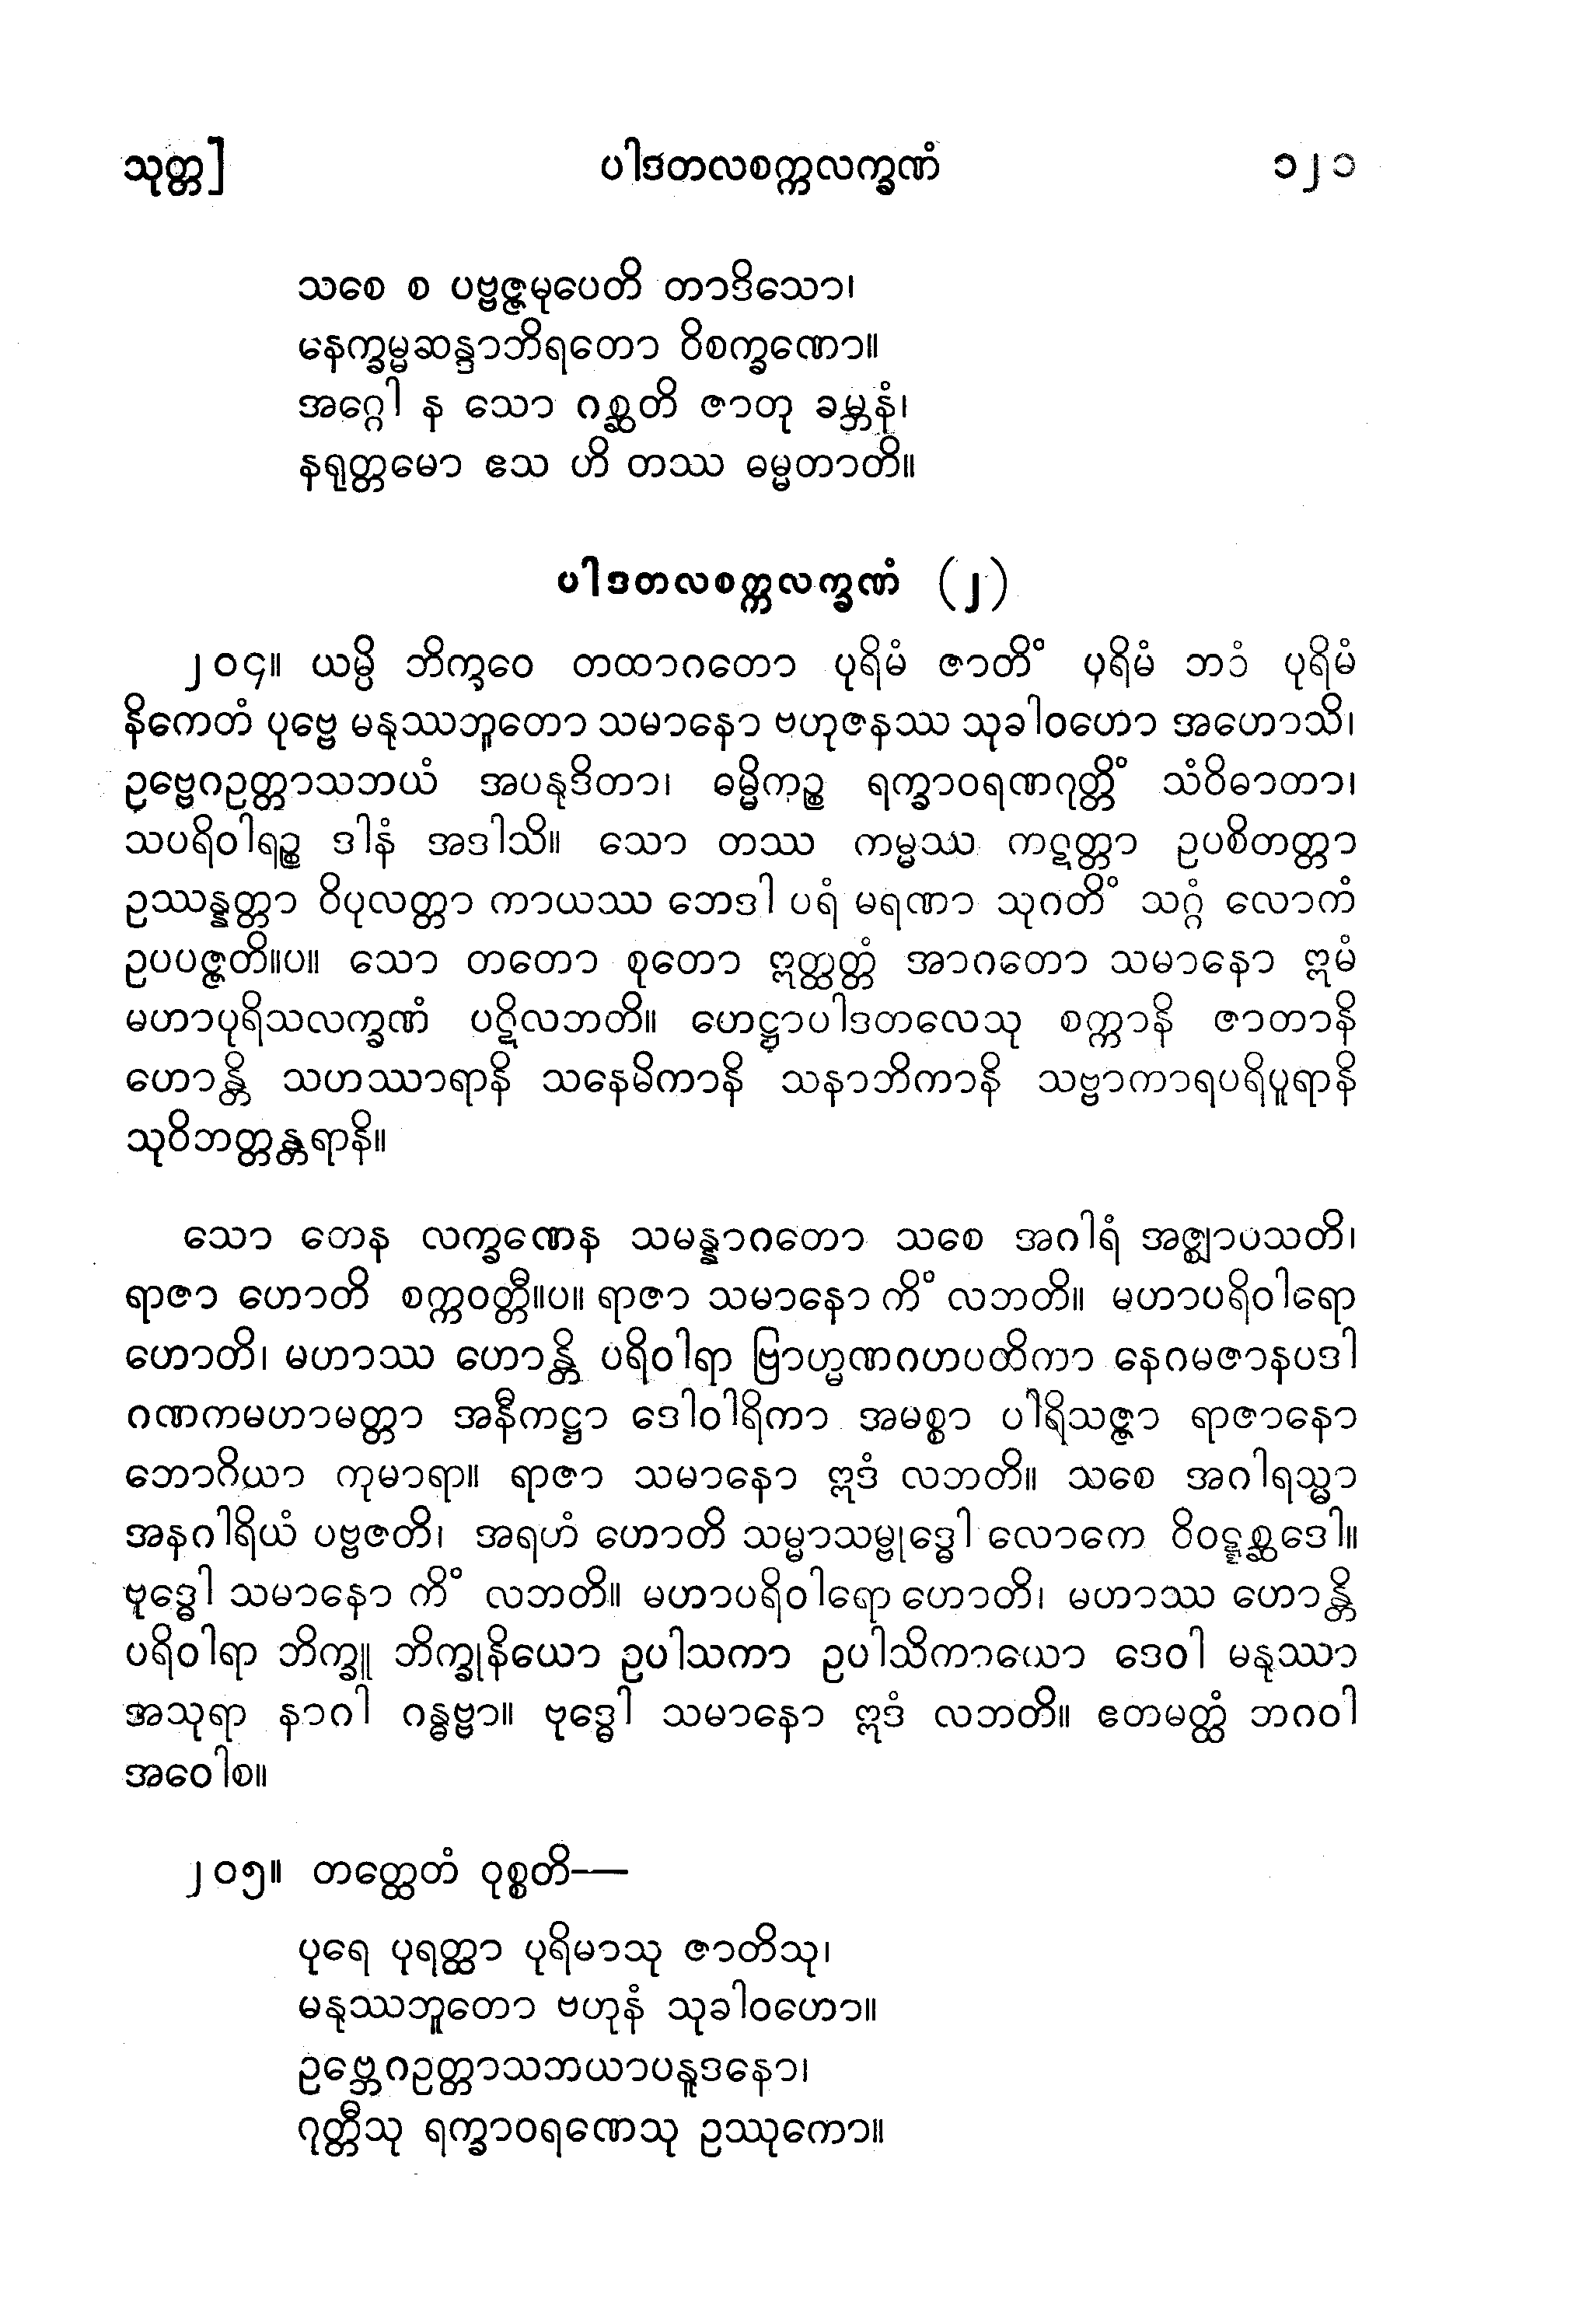 သုတ္တ] ပါဒတလစက္ကလက္ခဏံ ၁၂၁
သစေ စ ပဗ္ဗဇ္ဇမုပေတိ တာဒိသော၊
နေက္ခမ္မဆန္ဒာဘိရတော ဝိစက္ခဏော။
အဂ္ဂေါ န သော ဂစ္ဆတိ ဇာတု ခမ္ဘနံ၊
နရုတ္တမော ဧသ ဟိ တဿ ဓမ္မတာတိ။
ပါဒတလစက္ကလက္ခဏံ (၂)
၂၀၄။ ယမ္ပိ ဘိက္ခဝေ တထာဂတော ပုရိမံ ဇာတိံ ပုရိမံ ဘဝံ ပုရိမံ
နိကေတံ ပုဗ္ဗေ မနုဿဘူတော သမာနော ဗဟုဇနဿ သုခါဝဟော အဟောသိ၊
ဥဗ္ဗေဂဥတ္တာသဘယံ အပနုဒိတာ၊ ဓမ္မိကဉ္စ ရက္ခာဝရဏဂုတ္တိံ သံဝိဓာတာ၊
သပရိဝါရဉ္စ ဒါနံ အဒါသိ။ သော တဿ ကမ္မဿ ကဋတ္တာ ဥပစိတတ္တာ
ဥဿန္နတ္တာ ဝိပုလတ္တာ ကာယဿ ဘေဒါ ပရံ မရဏာ သုဂတိံ သဂ္ဂံ လောကံ
ဥပပဇ္ဇတိ။ပ။ သော တတော စုတော ဣတ္ထတ္တံ အာဂတော သမာနော ဣမံ
မဟာပုရိသလက္ခဏံ ပဋိလဘတိ။ ဟေဋ္ဌာပါဒတလေသု စက္ကာနိ ဇာတာနိ
ဟောန္တိ သဟဿာရာနိ သနေမိကာနိ သနာဘိကာနိ သဗ္ဗာကာရပရိပူရာနိ
သုဝိဘတ္တန္တရာနိ။
သော တေန လက္ခဏေန သမန္နာဂတော သစေ အဂါရံ အဇ္ဈာဝသတိ၊
ရာဇာ ဟောတိ စက္ကဝတ္တီ။ပ။ ရာဇာ သမာနော ကိံ လဘတိ။ မဟာပရိဝါရော
ဟောတိ၊ မဟာဿ ဟောန္တိ ပရိဝါရာ ဗြာဟ္မဏဂဟပတိကာ နေဂမဇာနပဒါ
ဂဏကမဟာမတ္တာ အနီကဋ္ဌာ ဒေါဝါရိကာ အမစ္စာ ပါရိသဇ္ဇာ ရာဇာနော
ဘောဂိယာ ကုမာရာ။ ရာဇာ သမာနော ဣဒံ လဘတိ။ သစေ အဂါရသ္မာ
အနဂါရိယံ ပဗ္ဗဇတိ၊ အရဟံ ဟောတိ သမ္မာသမ္ဗုဒ္ဓေါ လောကေ ဝိဝဋ္ဋစ္ဆဒေါ။
ဗုဒ္ဓေါ သမာနော ကိံ လဘတိ။ မဟာပရိဝါရော ဟောတိ၊ မဟာဿ ဟောန္တိ
ပရိဝါရာ ဘိက္ခူ ဘိက္ခုနိယော ဥပါသကာ ဥပါသိကာယော ဒေဝါ မနုဿာ
အသုရာ နာဂါ ဂန္ဓဗ္ဗာ။ ဗုဒ္ဓေါ သမာနော ဣဒံ လဘတိ။ ဧတမတ္ထံ ဘဂဝါ
အဝေါစ။
၂၀၅။ တတ္ထေတံ ဝုစ္စတိ—
ပုရေ ပုရတ္ထာ ပုရိမာသု ဇာတိသု၊
မနုဿဘူတော ဗဟုနံ သုခါဝဟော။
ဥဗ္ဘေဂဥတ္တာသဘယာပနူဒနော၊
ဂုတ္တီသု ရက္ခာဝရဏေသု ဥဿုကော။